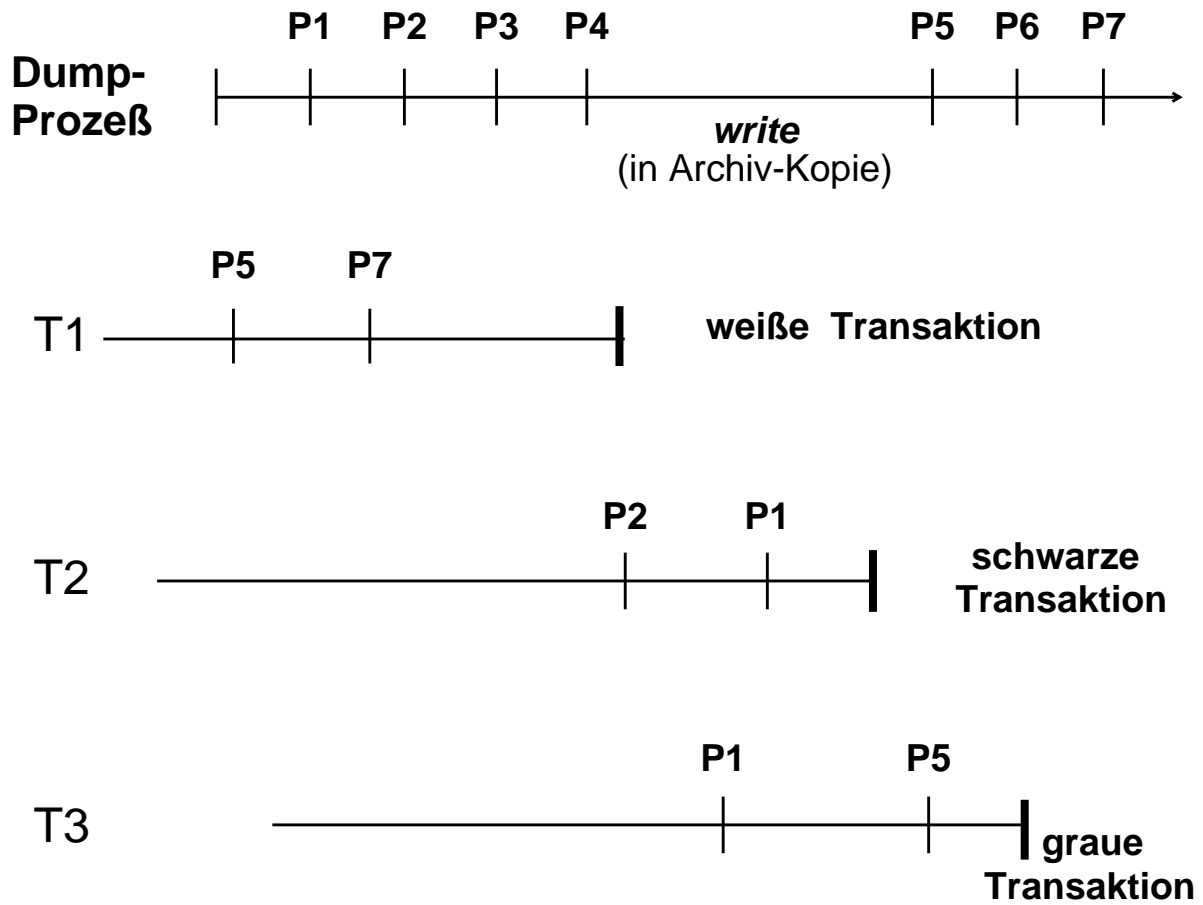 P1 P2 P3 P4 P5 P6 P7
Dump-
Prozeß
write
(in Archiv-Kopie)
P5 P7
T1 weiße Transaktion
P2 P1
T2
schwarze
Transaktion
P1 P5
T3
graue
Transaktion